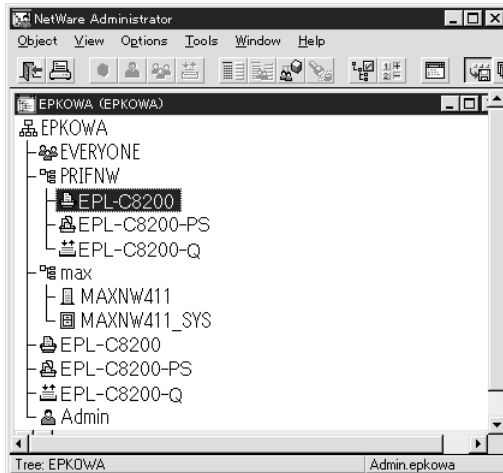 NetWare Administrator
Object View Options Tools Window Help
EPKOWA (EPKOWA)
EPKOWA
EVERYONE
PRIFNW
EPL-C8200
EPL-C8200-PS
EPL-C8200-Q
max
MAXNW411
MAXNW411_SYS
EPL-C8200
EPL-C8200-PS
EPL-C8200-Q
Admin
Tree: EPKOWA Admin.epkowa